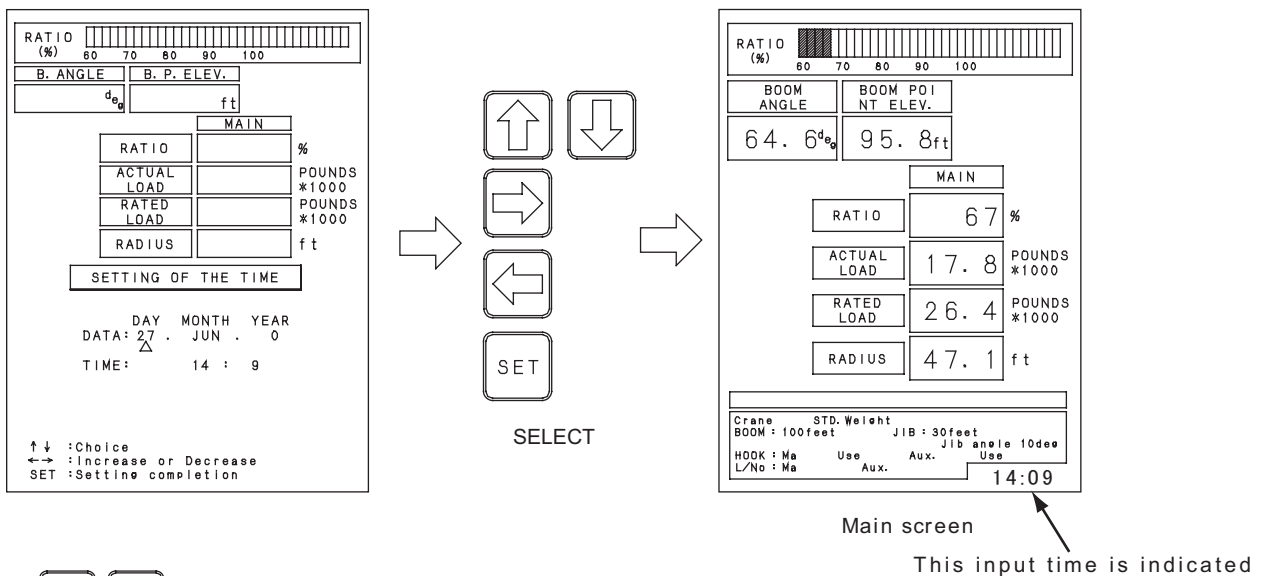 RATIO
(%)
60 70 80 90 100
B. ANGLE B. P. ELEV.
deg ft
MAIN
RATIO %
ACTUAL LOAD POUNDS *1000
RATED LOAD POUNDS *1000
RADIUS ft
SETTING OF THE TIME
DAY MONTH YEAR
DATA: 27 . JUN . 0
TIME: 14 : 9
↑↓ :Choice
←→ :Increase or Decrease
SET :Setting completion
SET
SELECT
RATIO
(%)
60 70 80 90 100
BOOM ANGLE BOOM POI
NT ELEV.
64. 6deg 95. 8ft
MAIN
RATIO 67 %
ACTUAL LOAD 17. 8 POUNDS *1000
RATED LOAD 26. 4 POUNDS *1000
RADIUS 47. 1 ft
Crane STD. Weight
BOOM : 100feet JIB : 30feet
Jib angle 10deg
HOOK : Ma Use Aux. Use
L/No : Ma Aux.
14:09
Main screen
This input time is indicated